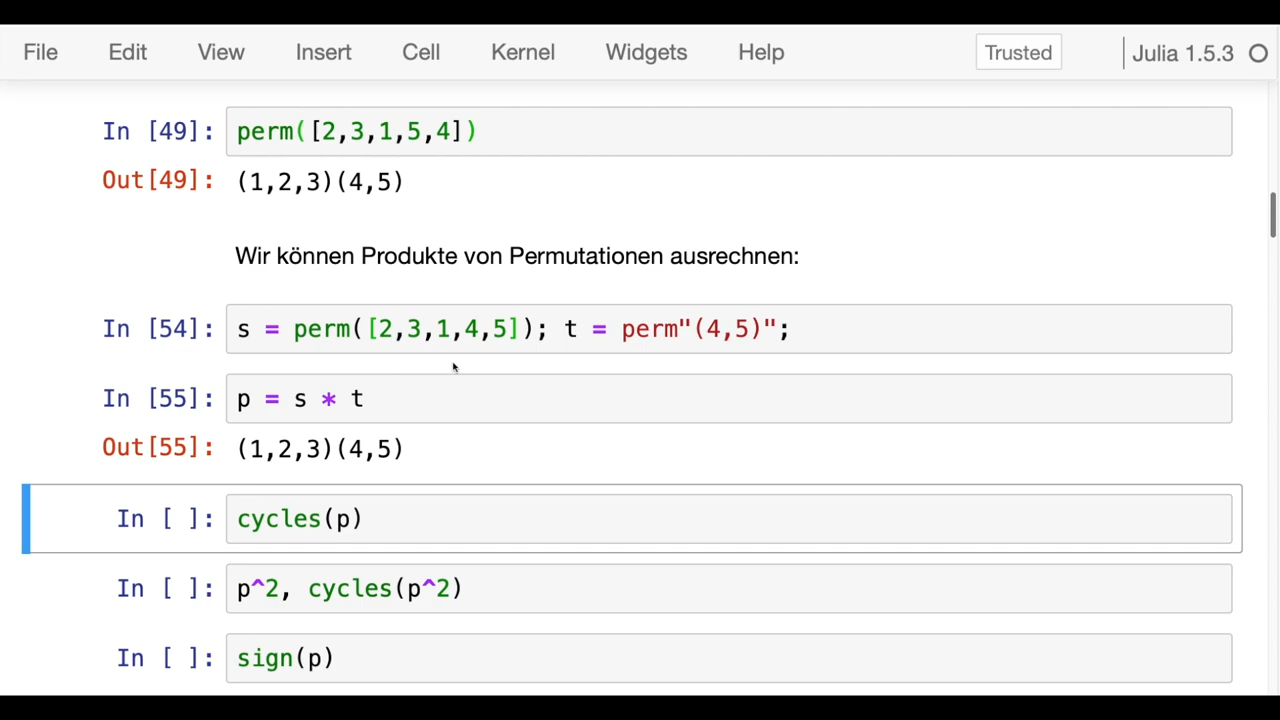 File Edit View Insert Cell Kernel Widgets Help Trusted Julia 1.5.3
In [49]: perm([2,3,1,5,4])
Out[49]: (1,2,3)(4,5)
Wir können Produkte von Permutationen ausrechnen:
In [54]: s = perm([2,3,1,4,5]); t = perm"(4,5)";
In [55]: p = s * t
Out[55]: (1,2,3)(4,5)
In [ ]: cycles(p)
In [ ]: p^2, cycles(p^2)
In [ ]: sign(p)